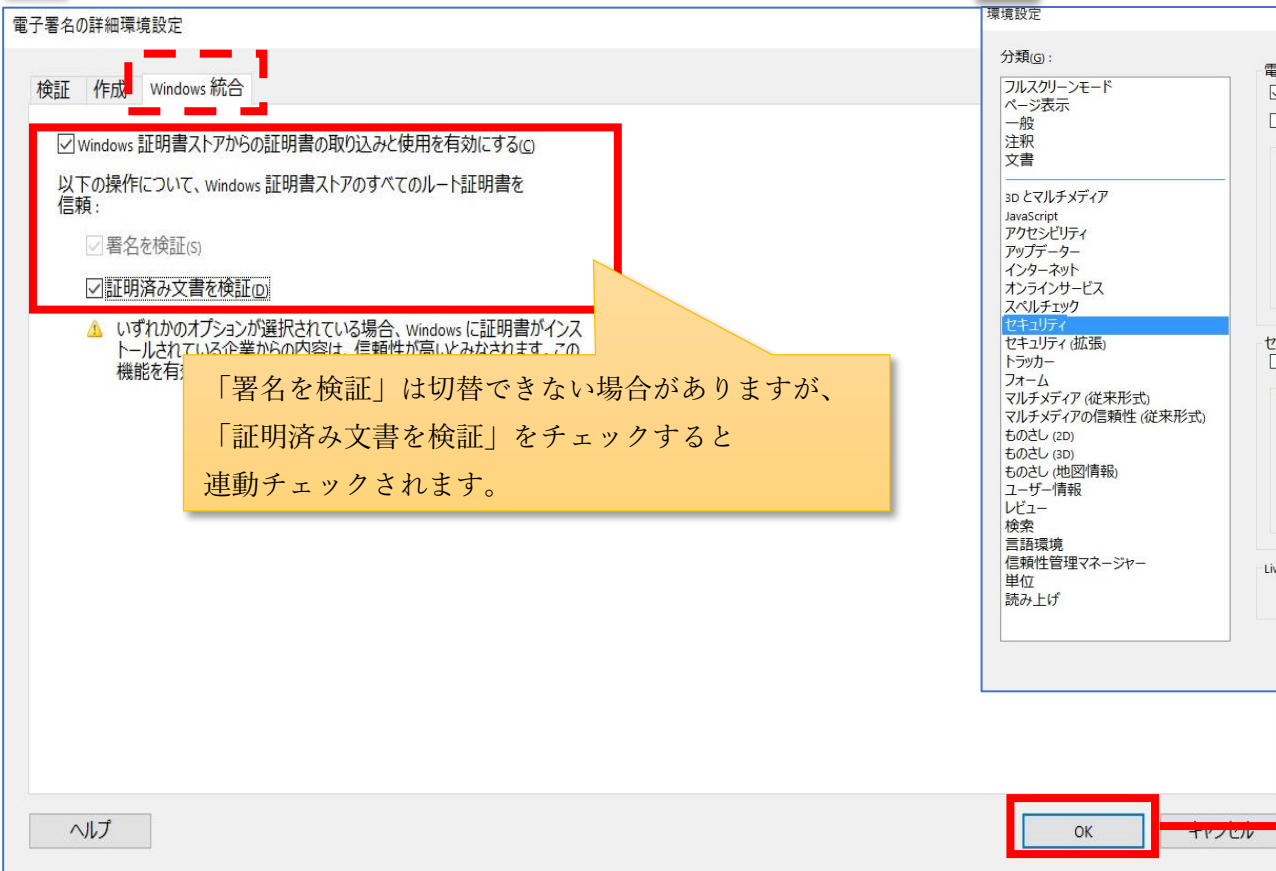 電子署名の詳細環境設定
検証 作成 Windows 統合
Windows 証明書ストアからの証明書の取り込みと使用を有効にする(C)
以下の操作について、Windows 証明書ストアのすべてのルート証明書を
信頼:
署名を検証(S)
証明済み文書を検証(D)
いずれかのオプションが選択されている場合、Windows に証明書がインス
トールされている企業からの内容は、信頼性が高いとみなされます。この
機能を有
「署名を検証」は切替できない場合がありますが、
「証明済み文書を検証」をチェックすると
連動チェックされます。
ヘルプ
OK
キャンセル
環境設定
分類(G):
フルスクリーンモード
ページ表示
一般
注釈
文書
3D とマルチメディア
JavaScript
アクセシビリティ
アップデーター
インターネット
オンラインサービス
スペルチェック
セキュリティ
セキュリティ (拡張)
トラッカー
フォーム
マルチメディア (従来形式)
マルチメディアの信頼性 (従来形式)
ものさし (2D)
ものさし (3D)
ものさし (地図情報)
ユーザー情報
レビュー
検索
言語環境
信頼性管理マネージャー
単位
読み上げ
電
セ
Liv